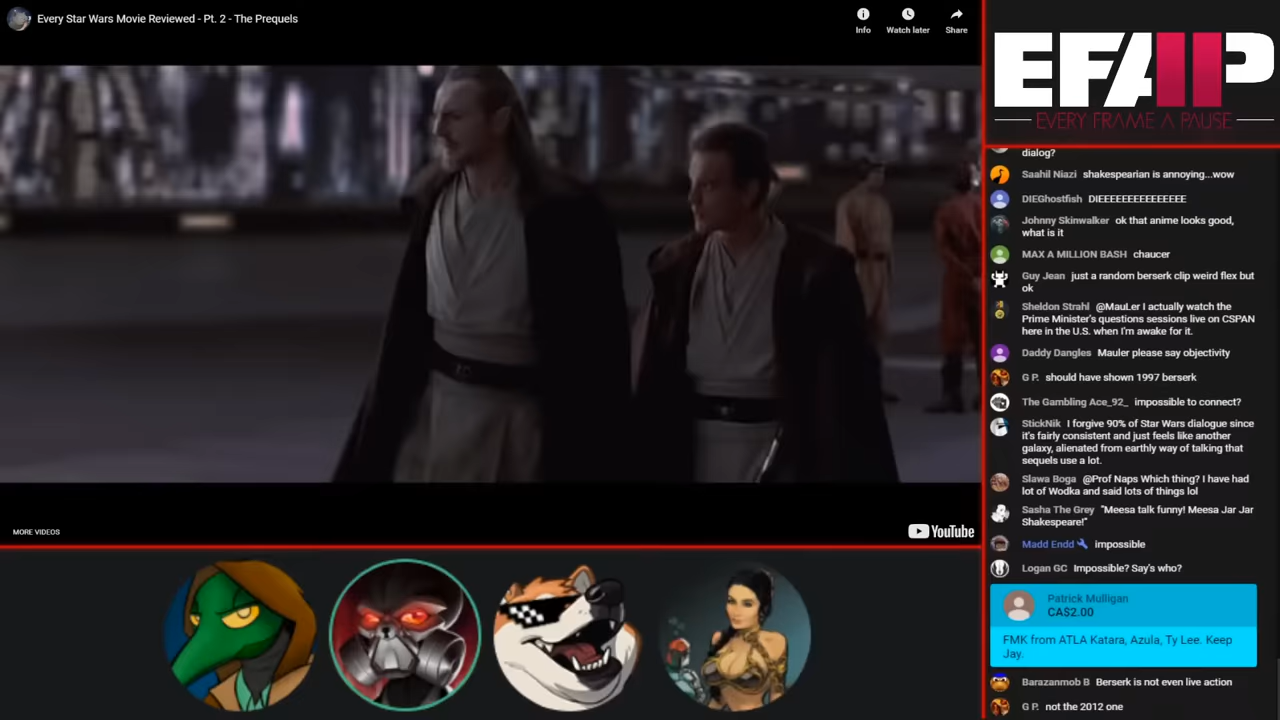 Every Star Wars Movie Reviewed - Pt. 2 - The Prequels
Info
Watch later
Share
MORE VIDEOS
YouTube
EFAP
EVERY FRAME A PAUSE
dialog?
Saahil Niazi shakespearian is annoying...wow
DIEGhostfish DIEEEEEEEEEEEEEEE
Johnny Skinwalker ok that anime looks good,
what is it
MAX A MILLION BASH chaucer
Guy Jean just a random berserk clip weird flex but
ok
Sheldon Strahl @MauLer I actually watch the
Prime Minister's questions sessions live on CSPAN
here in the U.S. when I'm awake for it.
Daddy Dangles Mauler please say objectivity
G P. should have shown 1997 berserk
The Gambling Ace_92_ impossible to connect?
StickNik I forgive 90% of Star Wars dialogue since
it's fairly consistent and just feels like another
galaxy, alienated from earthly way of talking that
sequels use a lot.
Slawa Boga @Prof Naps Which thing? I have had
lot of Wodka and said lots of things lol
Sasha The Grey "Meesa talk funny! Meesa Jar Jar
Shakespeare!"
Madd Endd impossible
Logan GC Impossible? Say's who?
Patrick Mulligan
CA$2.00
FMK from ATLA Katara, Azula, Ty Lee. Keep
Jay.
Barazanmob B Berserk is not even live action
G P. not the 2012 one